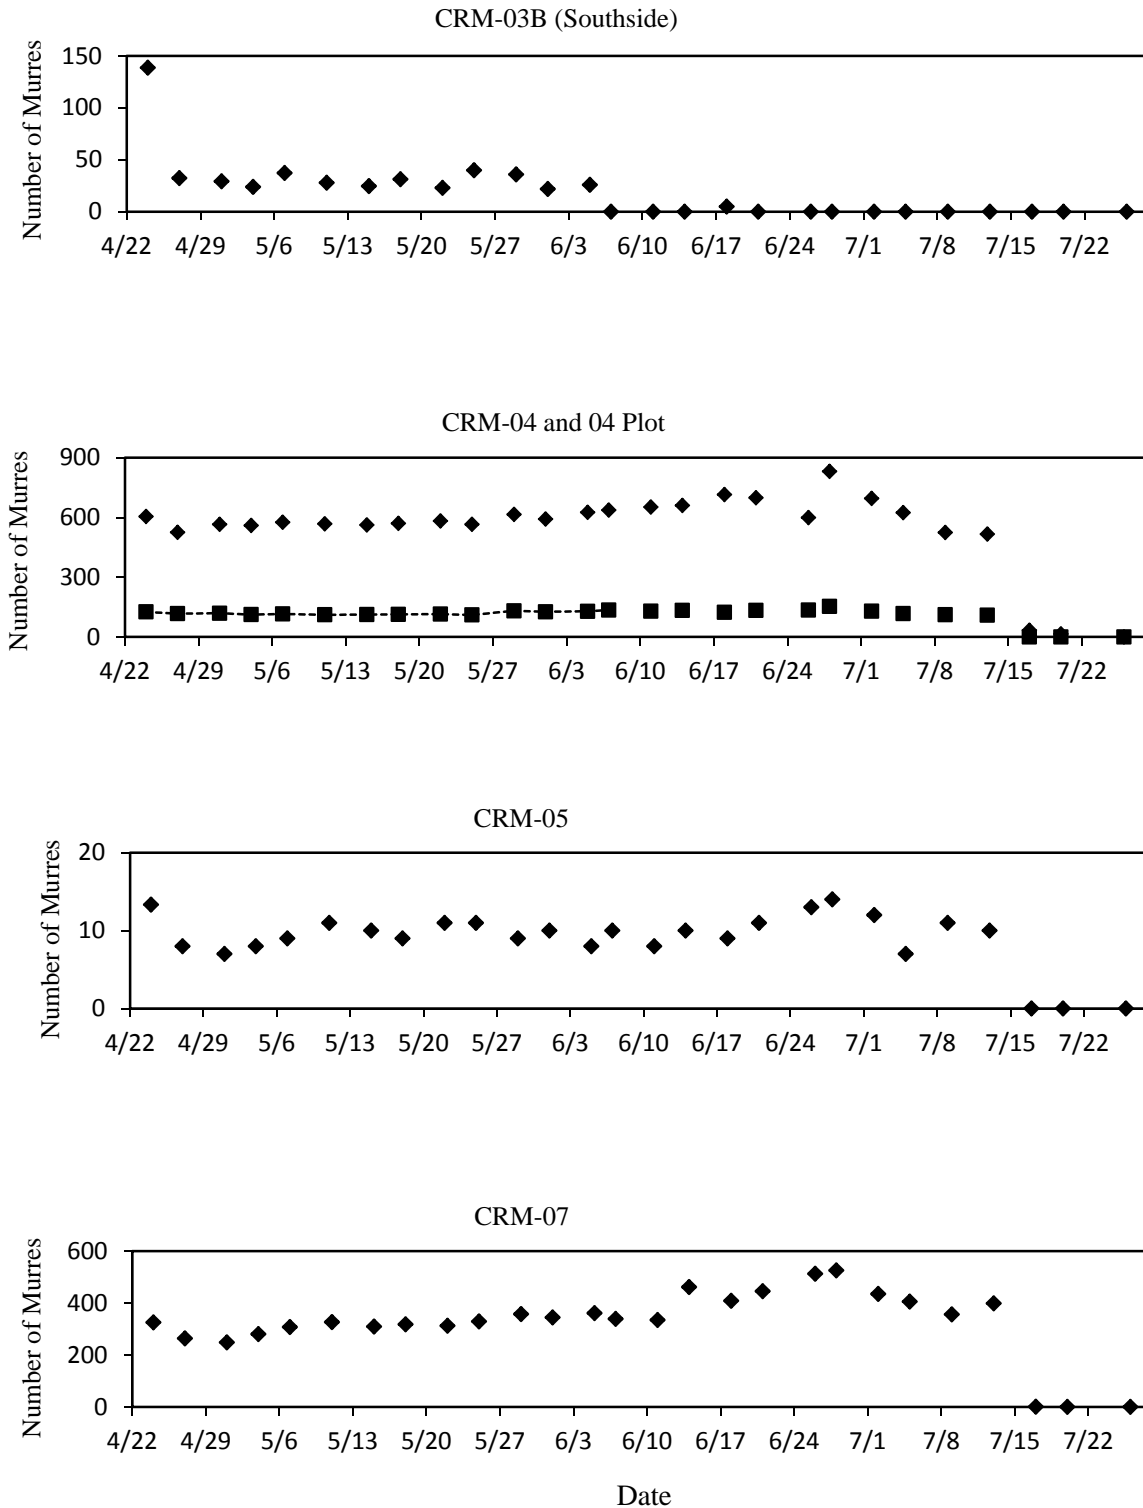 CRM-03B (Southside)
Number of Murres
150
100
50
0
4/22 4/29 5/6 5/13 5/20 5/27 6/3 6/10 6/17 6/24 7/1 7/8 7/15 7/22
CRM-04 and 04 Plot
Number of Murres
900
600
300
0
4/22 4/29 5/6 5/13 5/20 5/27 6/3 6/10 6/17 6/24 7/1 7/8 7/15 7/22
CRM-05
Number of Murres
20
10
0
4/22 4/29 5/6 5/13 5/20 5/27 6/3 6/10 6/17 6/24 7/1 7/8 7/15 7/22
CRM-07
Number of Murres
600
400
200
0
4/22 4/29 5/6 5/13 5/20 5/27 6/3 6/10 6/17 6/24 7/1 7/8 7/15 7/22
Date